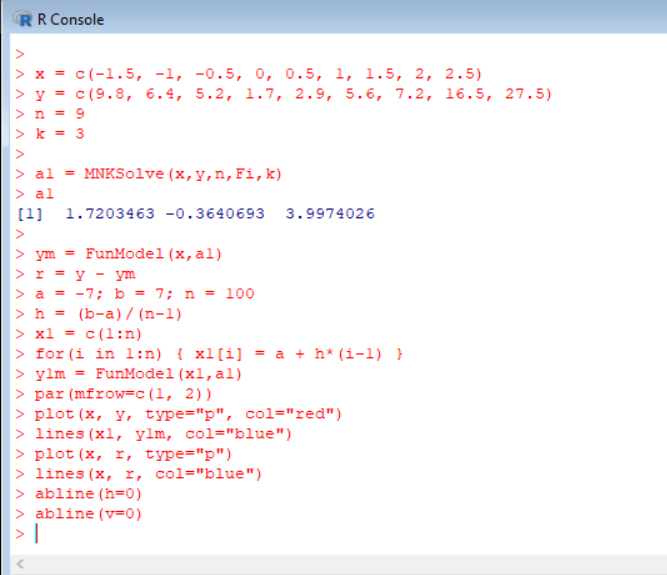 R Console
>
> x = c(-1.5, -1, -0.5, 0, 0.5, 1, 1.5, 2, 2.5)
> y = c(9.8, 6.4, 5.2, 1.7, 2.9, 5.6, 7.2, 16.5, 27.5)
> n = 9
> k = 3
>
> a1 = MNKSolve(x,y,n,Fi,k)
> a1
[1]  1.7203463 -0.3640693  3.9974026
>
> ym = FunModel(x,a1)
> r = y - ym
> a = -7; b = 7; n = 100
> h = (b-a)/(n-1)
> x1 = c(1:n)
> for(i in 1:n) { x1[i] = a + h*(i-1) }
> y1m = FunModel(x1,a1)
> par(mfrow=c(1, 2))
> plot(x, y, type="p", col="red")
> lines(x1, y1m, col="blue")
> plot(x, r, type="p")
> lines(x, r, col="blue")
> abline(h=0)
> abline(v=0)
>